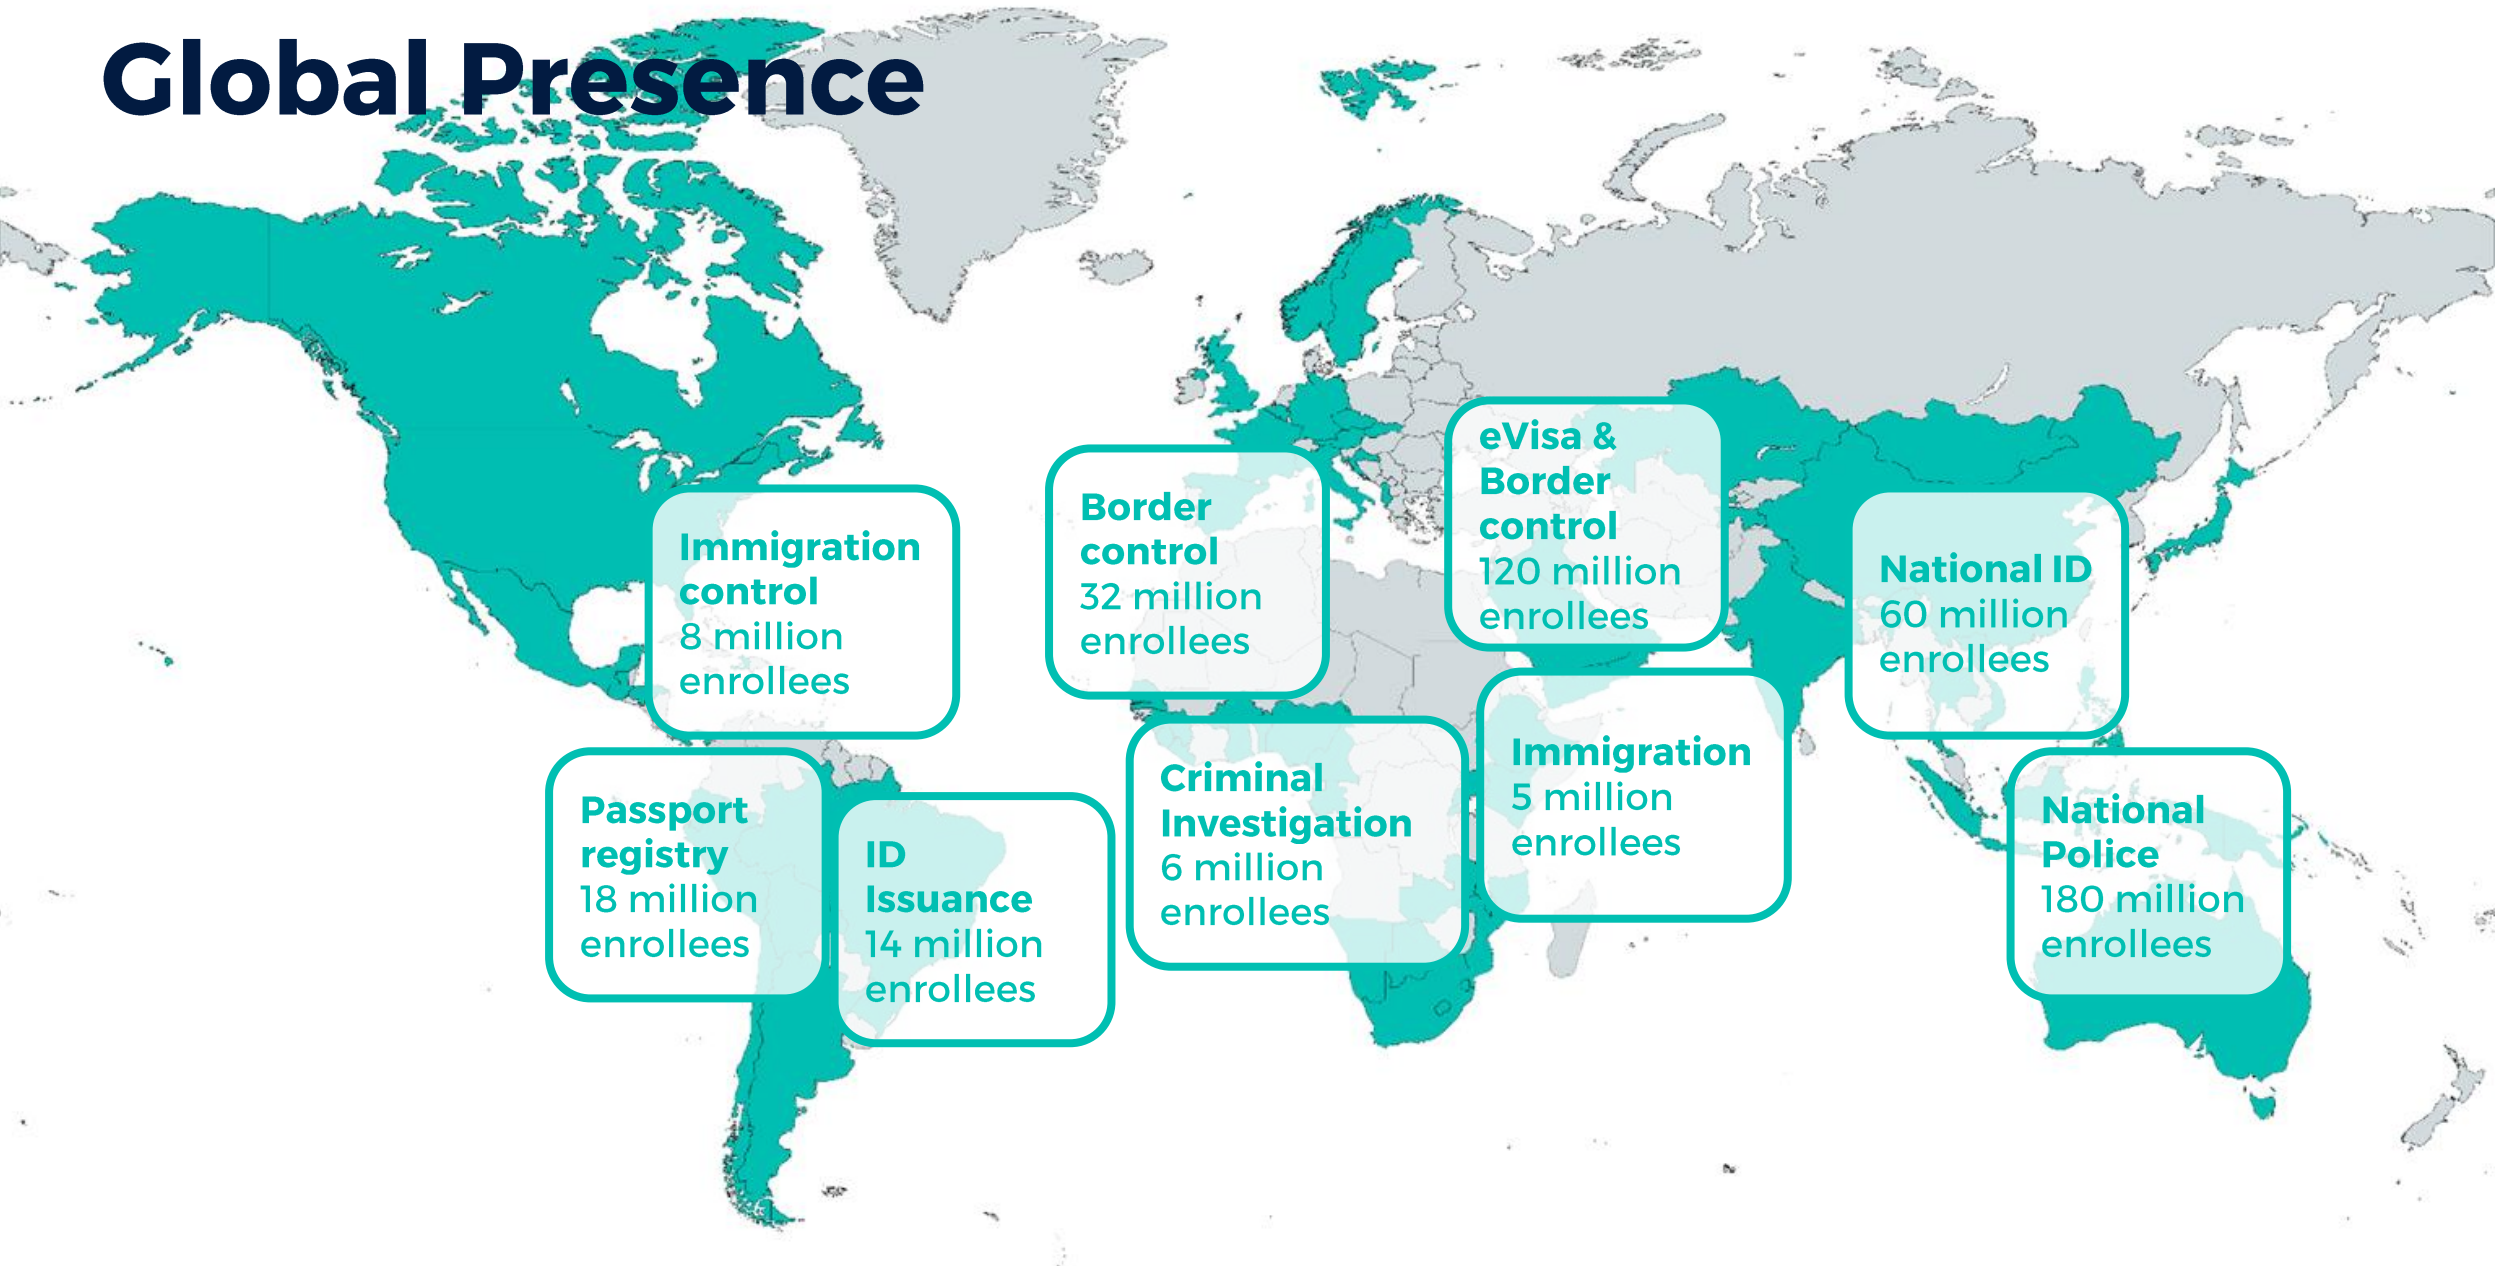 Global Presence
Immigration
control
8 million
enrollees
Border
control
32 million
enrollees
eVisa &
Border
control
120 million
enrollees
National ID
60 million
enrollees
Passport
registry
18 million
enrollees
ID
Issuance
14 million
enrollees
Criminal
Investigation
6 million
enrollees
Immigration
5 million
enrollees
National
Police
180 million
enrollees